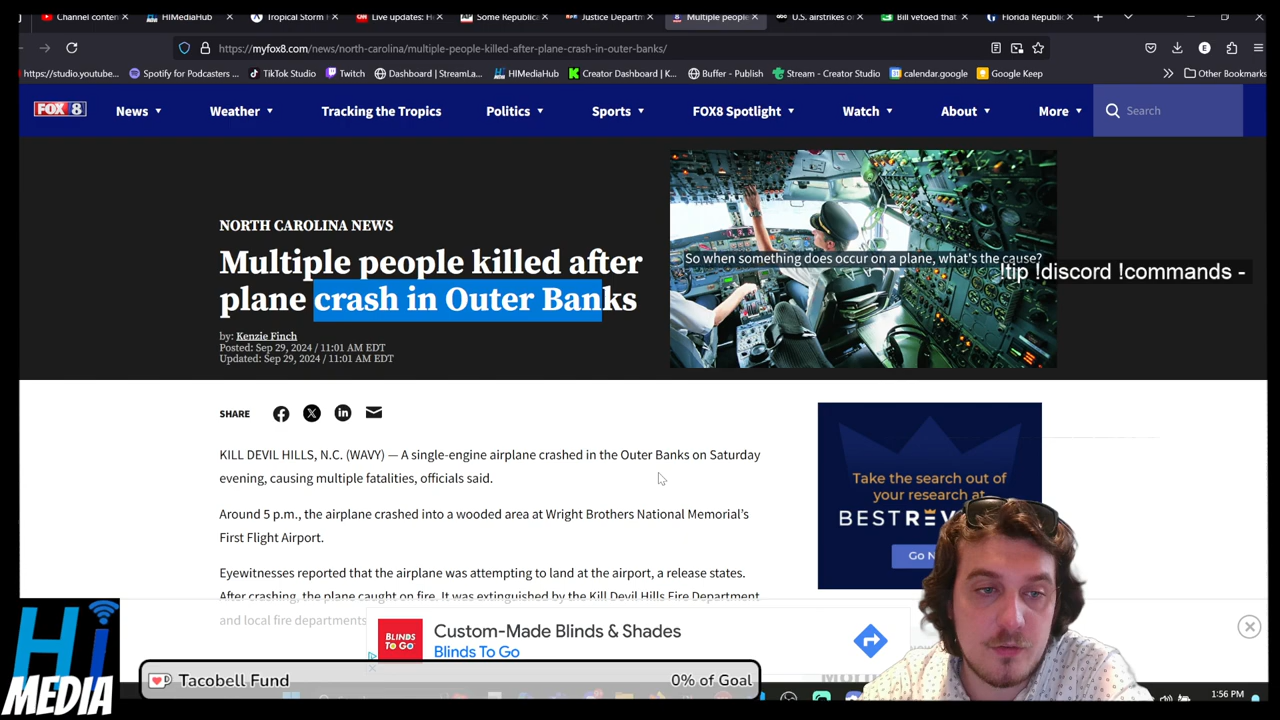 Channel content
HIMediaHub
Tropical Storm
Live updates: H
Some Republica
Justice Departm
Multiple people
U.S. airstrikes o
Bill vetoed that
Florida Republic
https://myfox8.com/news/north-carolina/multiple-people-killed-after-plane-crash-in-outer-banks/
https://studio.youtube...
Spotify for Podcasters ...
TikTok Studio
Twitch
Dashboard | StreamLa...
HIMediaHub
Creator Dashboard | K...
Buffer - Publish
Stream - Creator Studio
calendar.google
Google Keep
Other Bookmarks
FOX 8
News
Weather
Tracking the Tropics
Politics
Sports
FOX8 Spotlight
Watch
About
More
Search
NORTH CAROLINA NEWS
Multiple people killed after
plane crash in Outer Banks
by: Kenzie Finch
Posted: Sep 29, 2024 / 11:01 AM EDT
Updated: Sep 29, 2024 / 11:01 AM EDT
So when something does occur on a plane, what's the cause?
!tip !discord !commands -
SHARE
KILL DEVIL HILLS, N.C. (WAVY) — A single-engine airplane crashed in the Outer Banks on Saturday
evening, causing multiple fatalities, officials said.
Around 5 p.m., the airplane crashed into a wooded area at Wright Brothers National Memorial's
First Flight Airport.
Eyewitnesses reported that the airplane was attempting to land at the airport, a release states.
After crashing, the plane caught on fire. It was extinguished by the Kill Devil Hills Fire Department
and local fire departments
Take the search out of
your research at
BESTREV
Go N
BLINDS
TO GO
Custom-Made Blinds & Shades
Blinds To Go
Hi
MEDIA
Tacobell Fund
0% of Goal
1:56 PM